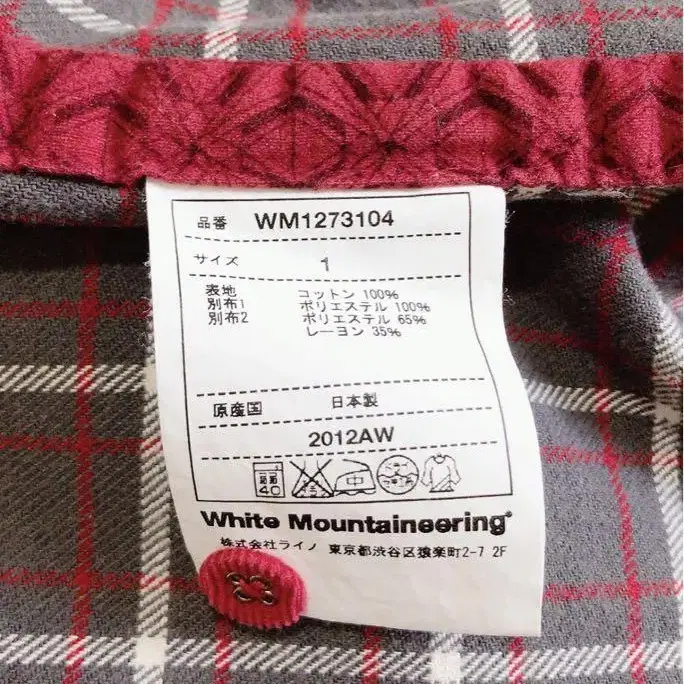 品番 WM1273104
サイズ 1
表地 コットン 100%
別布1 ポリエステル 100%
別布2 ポリエステル 65%
レーヨン 35%
原産国 日本製
2012AW
40 中
White Mountaineering®
株式会社ライノ 東京都渋谷区猿楽町2-7 2F